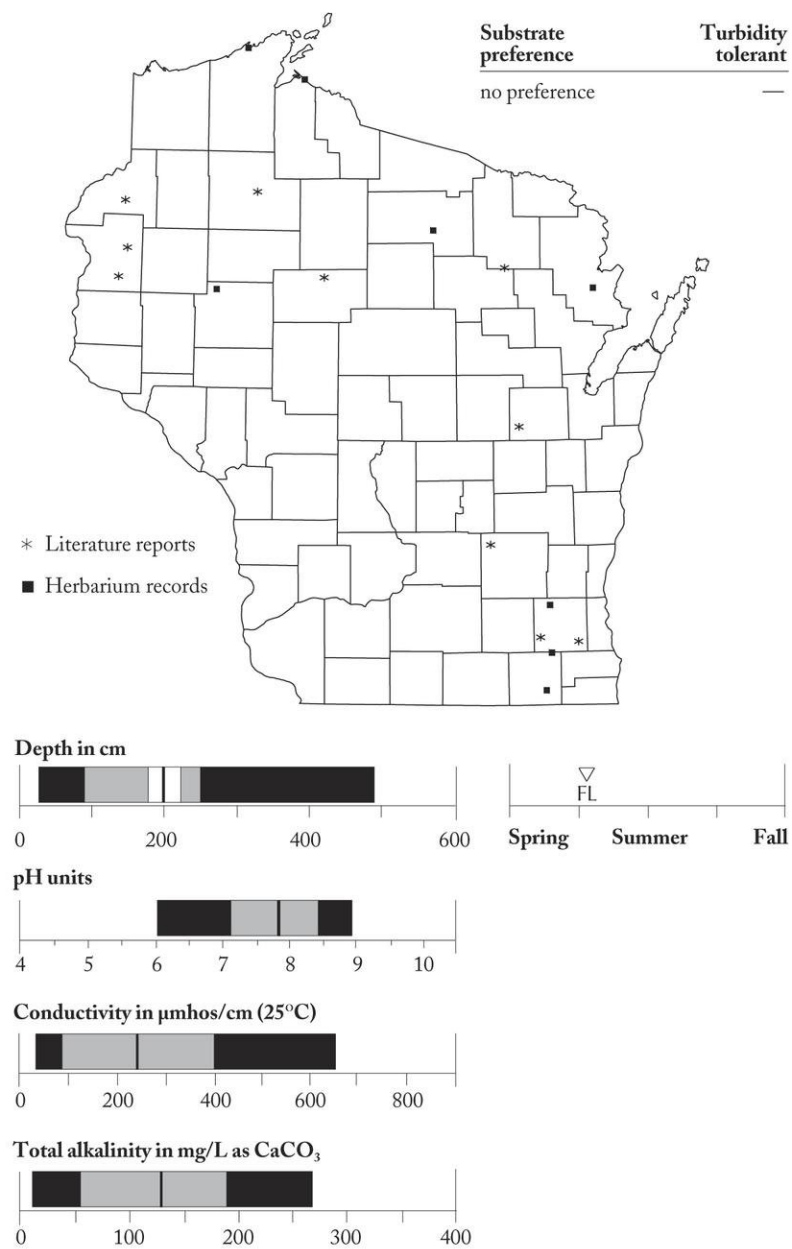 Substrate preference
Turbidity tolerant
no preference
—
* Literature reports
■ Herbarium records
Depth in cm
0 200 400 600
FL
Spring Summer Fall
pH units
4 5 6 7 8 9 10
Conductivity in µmhos/cm (25°C)
0 200 400 600 800
Total alkalinity in mg/L as CaCO₃
0 100 200 300 400